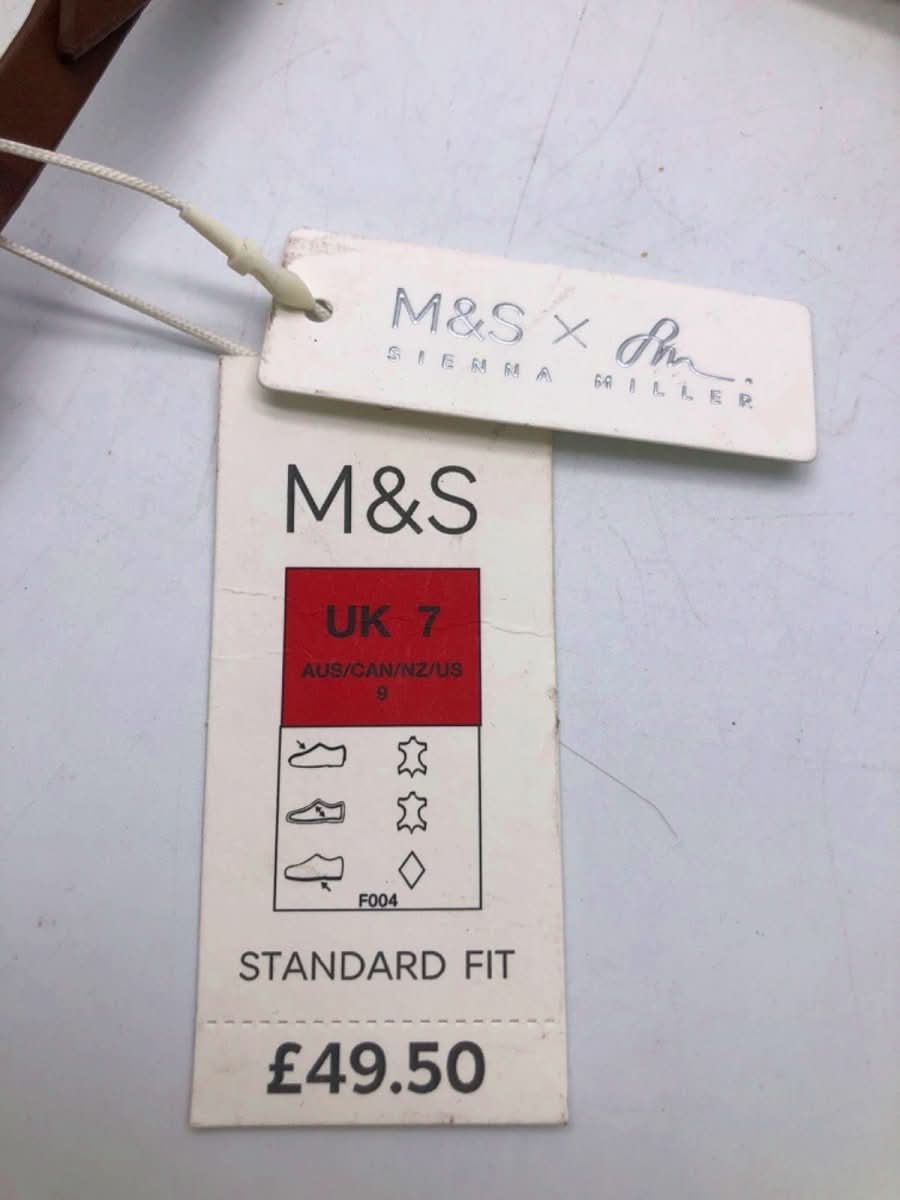 M&S X Sm.
SIENNA MILLER
M&S
UK 7
AUS/CAN/NZ/US
9
F004
STANDARD FIT
£49.50